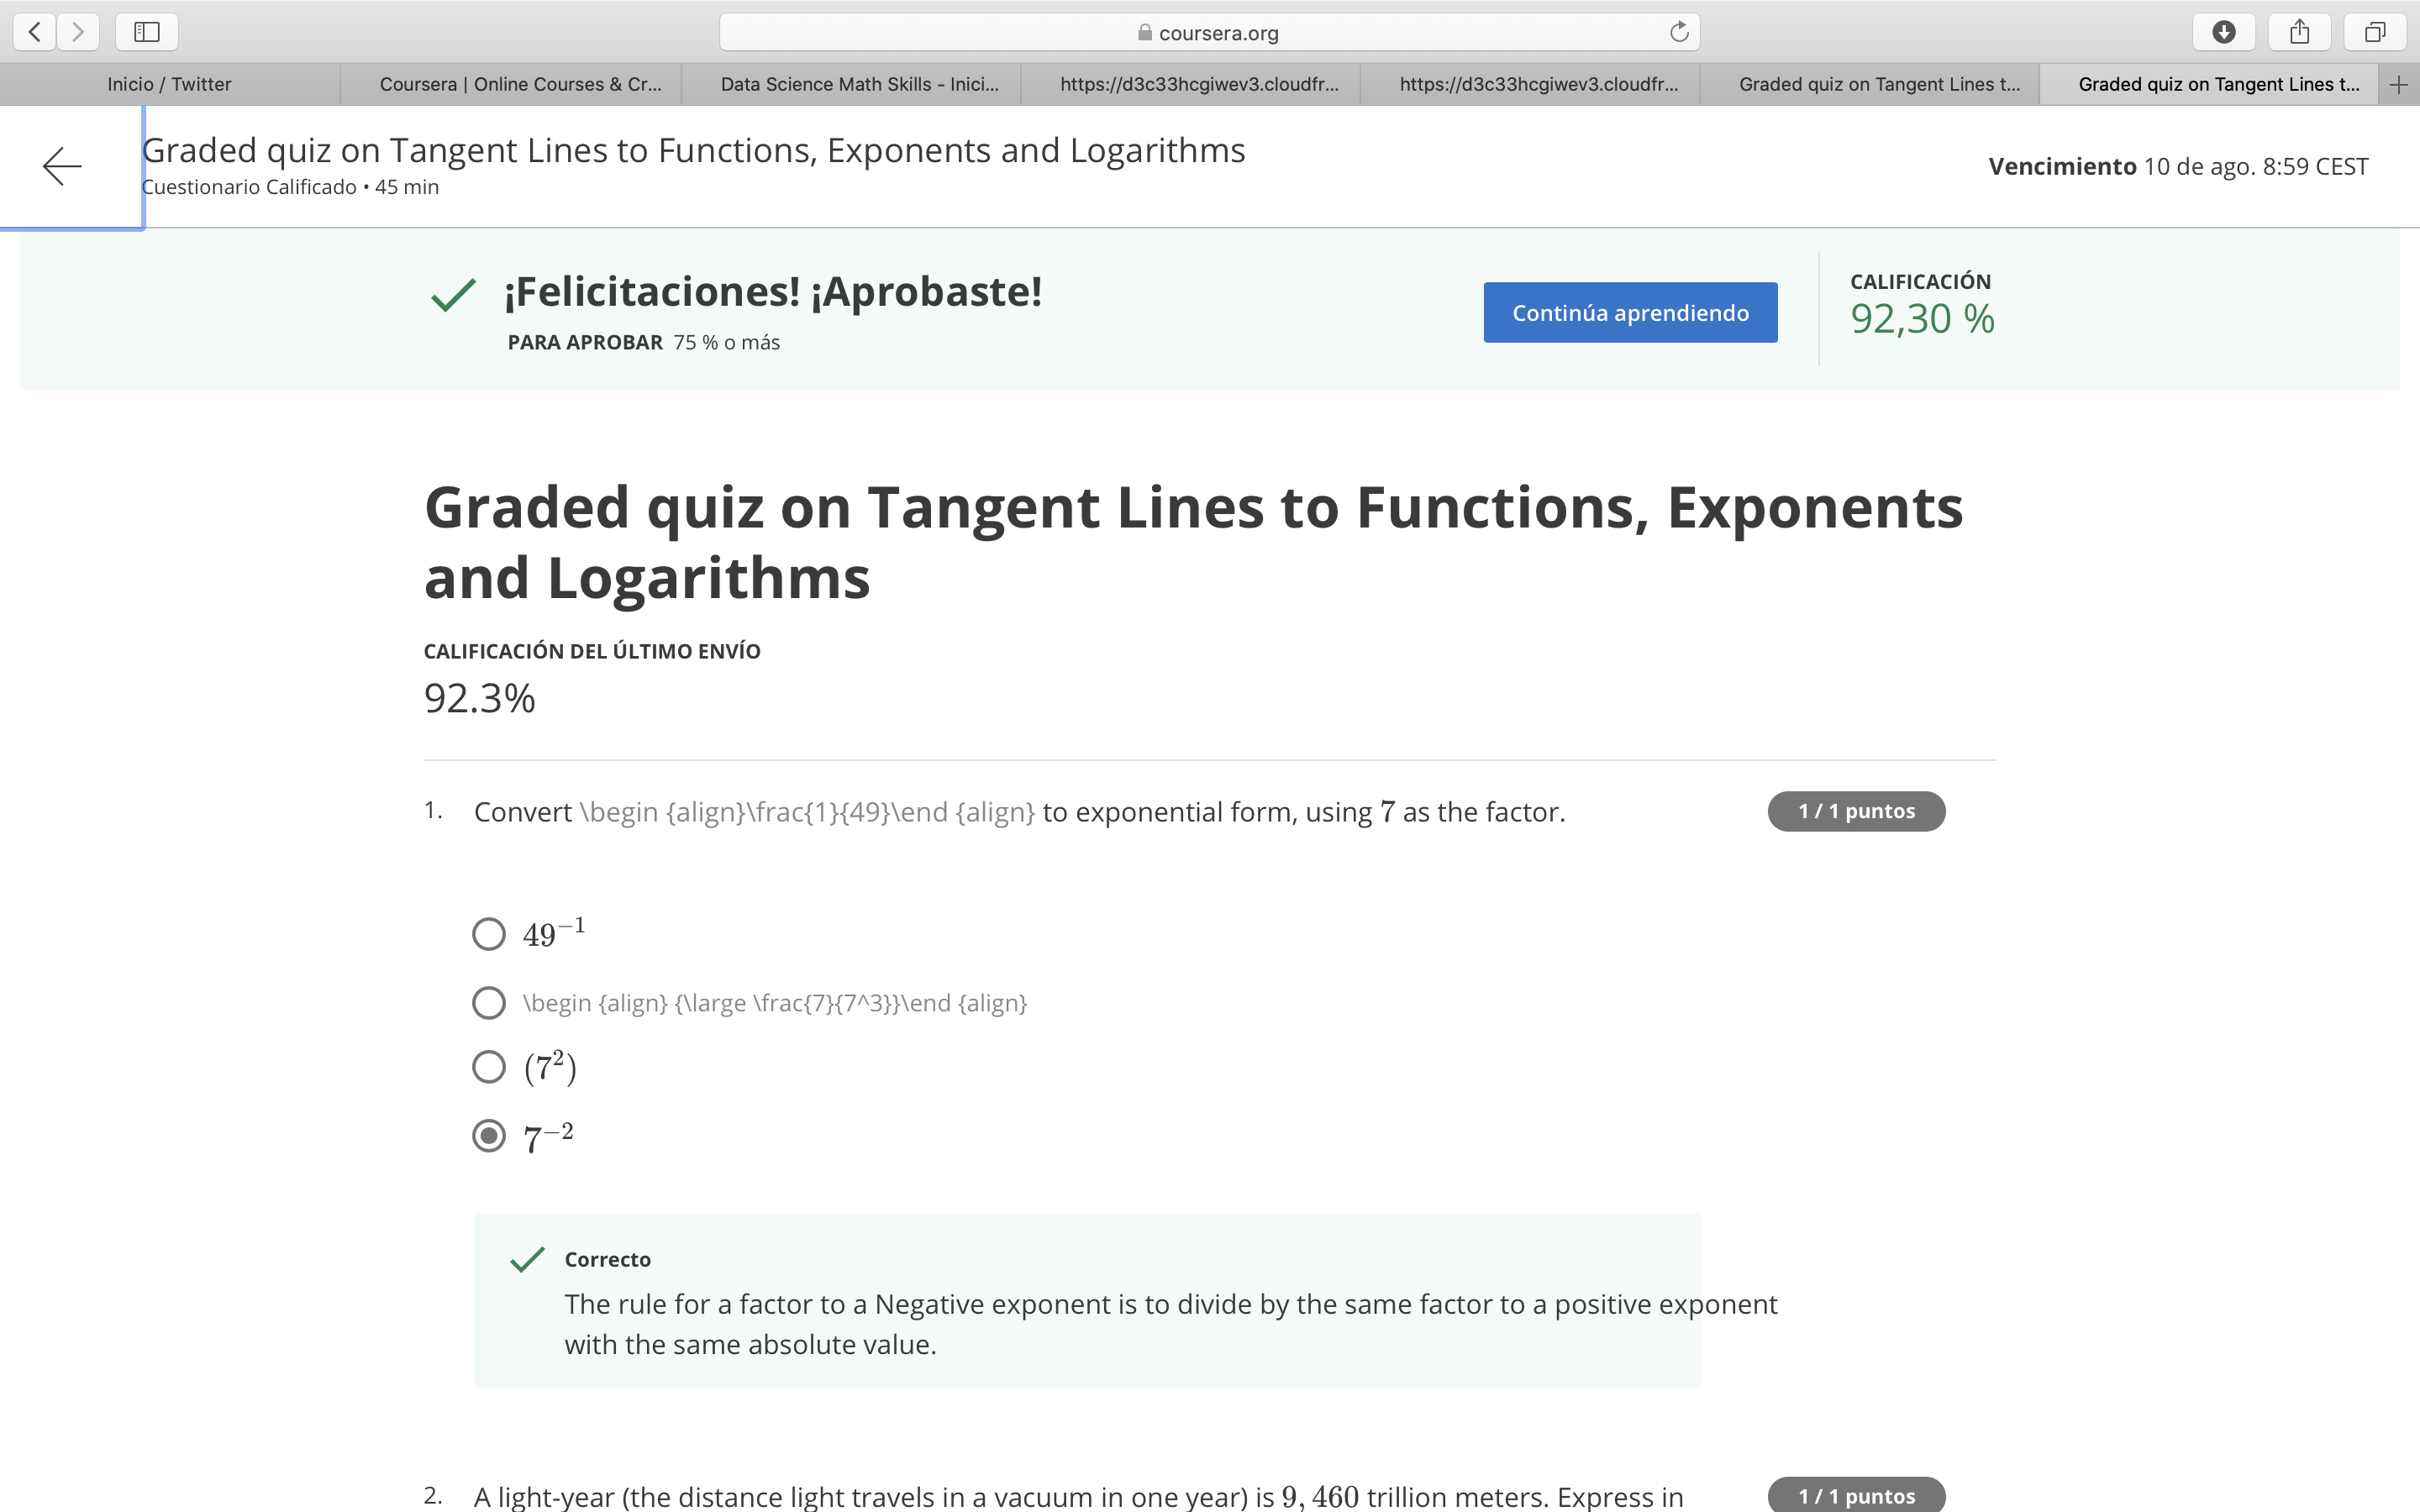 coursera.org
Inicio / Twitter
Coursera | Online Courses & Cr...
Data Science Math Skills - Inici...
https://d3c33hcgiwev3.cloudfr...
https://d3c33hcgiwev3.cloudfr...
Graded quiz on Tangent Lines t...
Graded quiz on Tangent Lines t...
Graded quiz on Tangent Lines to Functions, Exponents and Logarithms
Cuestionario Calificado • 45 min
Vencimiento 10 de ago. 8:59 CEST
¡Felicitaciones! ¡Aprobaste!
PARA APROBAR 75 % o más
Continúa aprendiendo
CALIFICACIÓN
92,30 %
Graded quiz on Tangent Lines to Functions, Exponents
and Logarithms
CALIFICACIÓN DEL ÚLTIMO ENVÍO
92.3%
1. Convert \begin {align}\frac{1}{49}\end {align} to exponential form, using 7 as the factor.
1 / 1 puntos
49⁻¹
\begin {align} {\large \frac{7}{7^3}}\end {align}
(7²)
7⁻²
Correcto
The rule for a factor to a Negative exponent is to divide by the same factor to a positive exponent
with the same absolute value.
2. A light-year (the distance light travels in a vacuum in one year) is 9,460 trillion meters. Express in
1 / 1 puntos